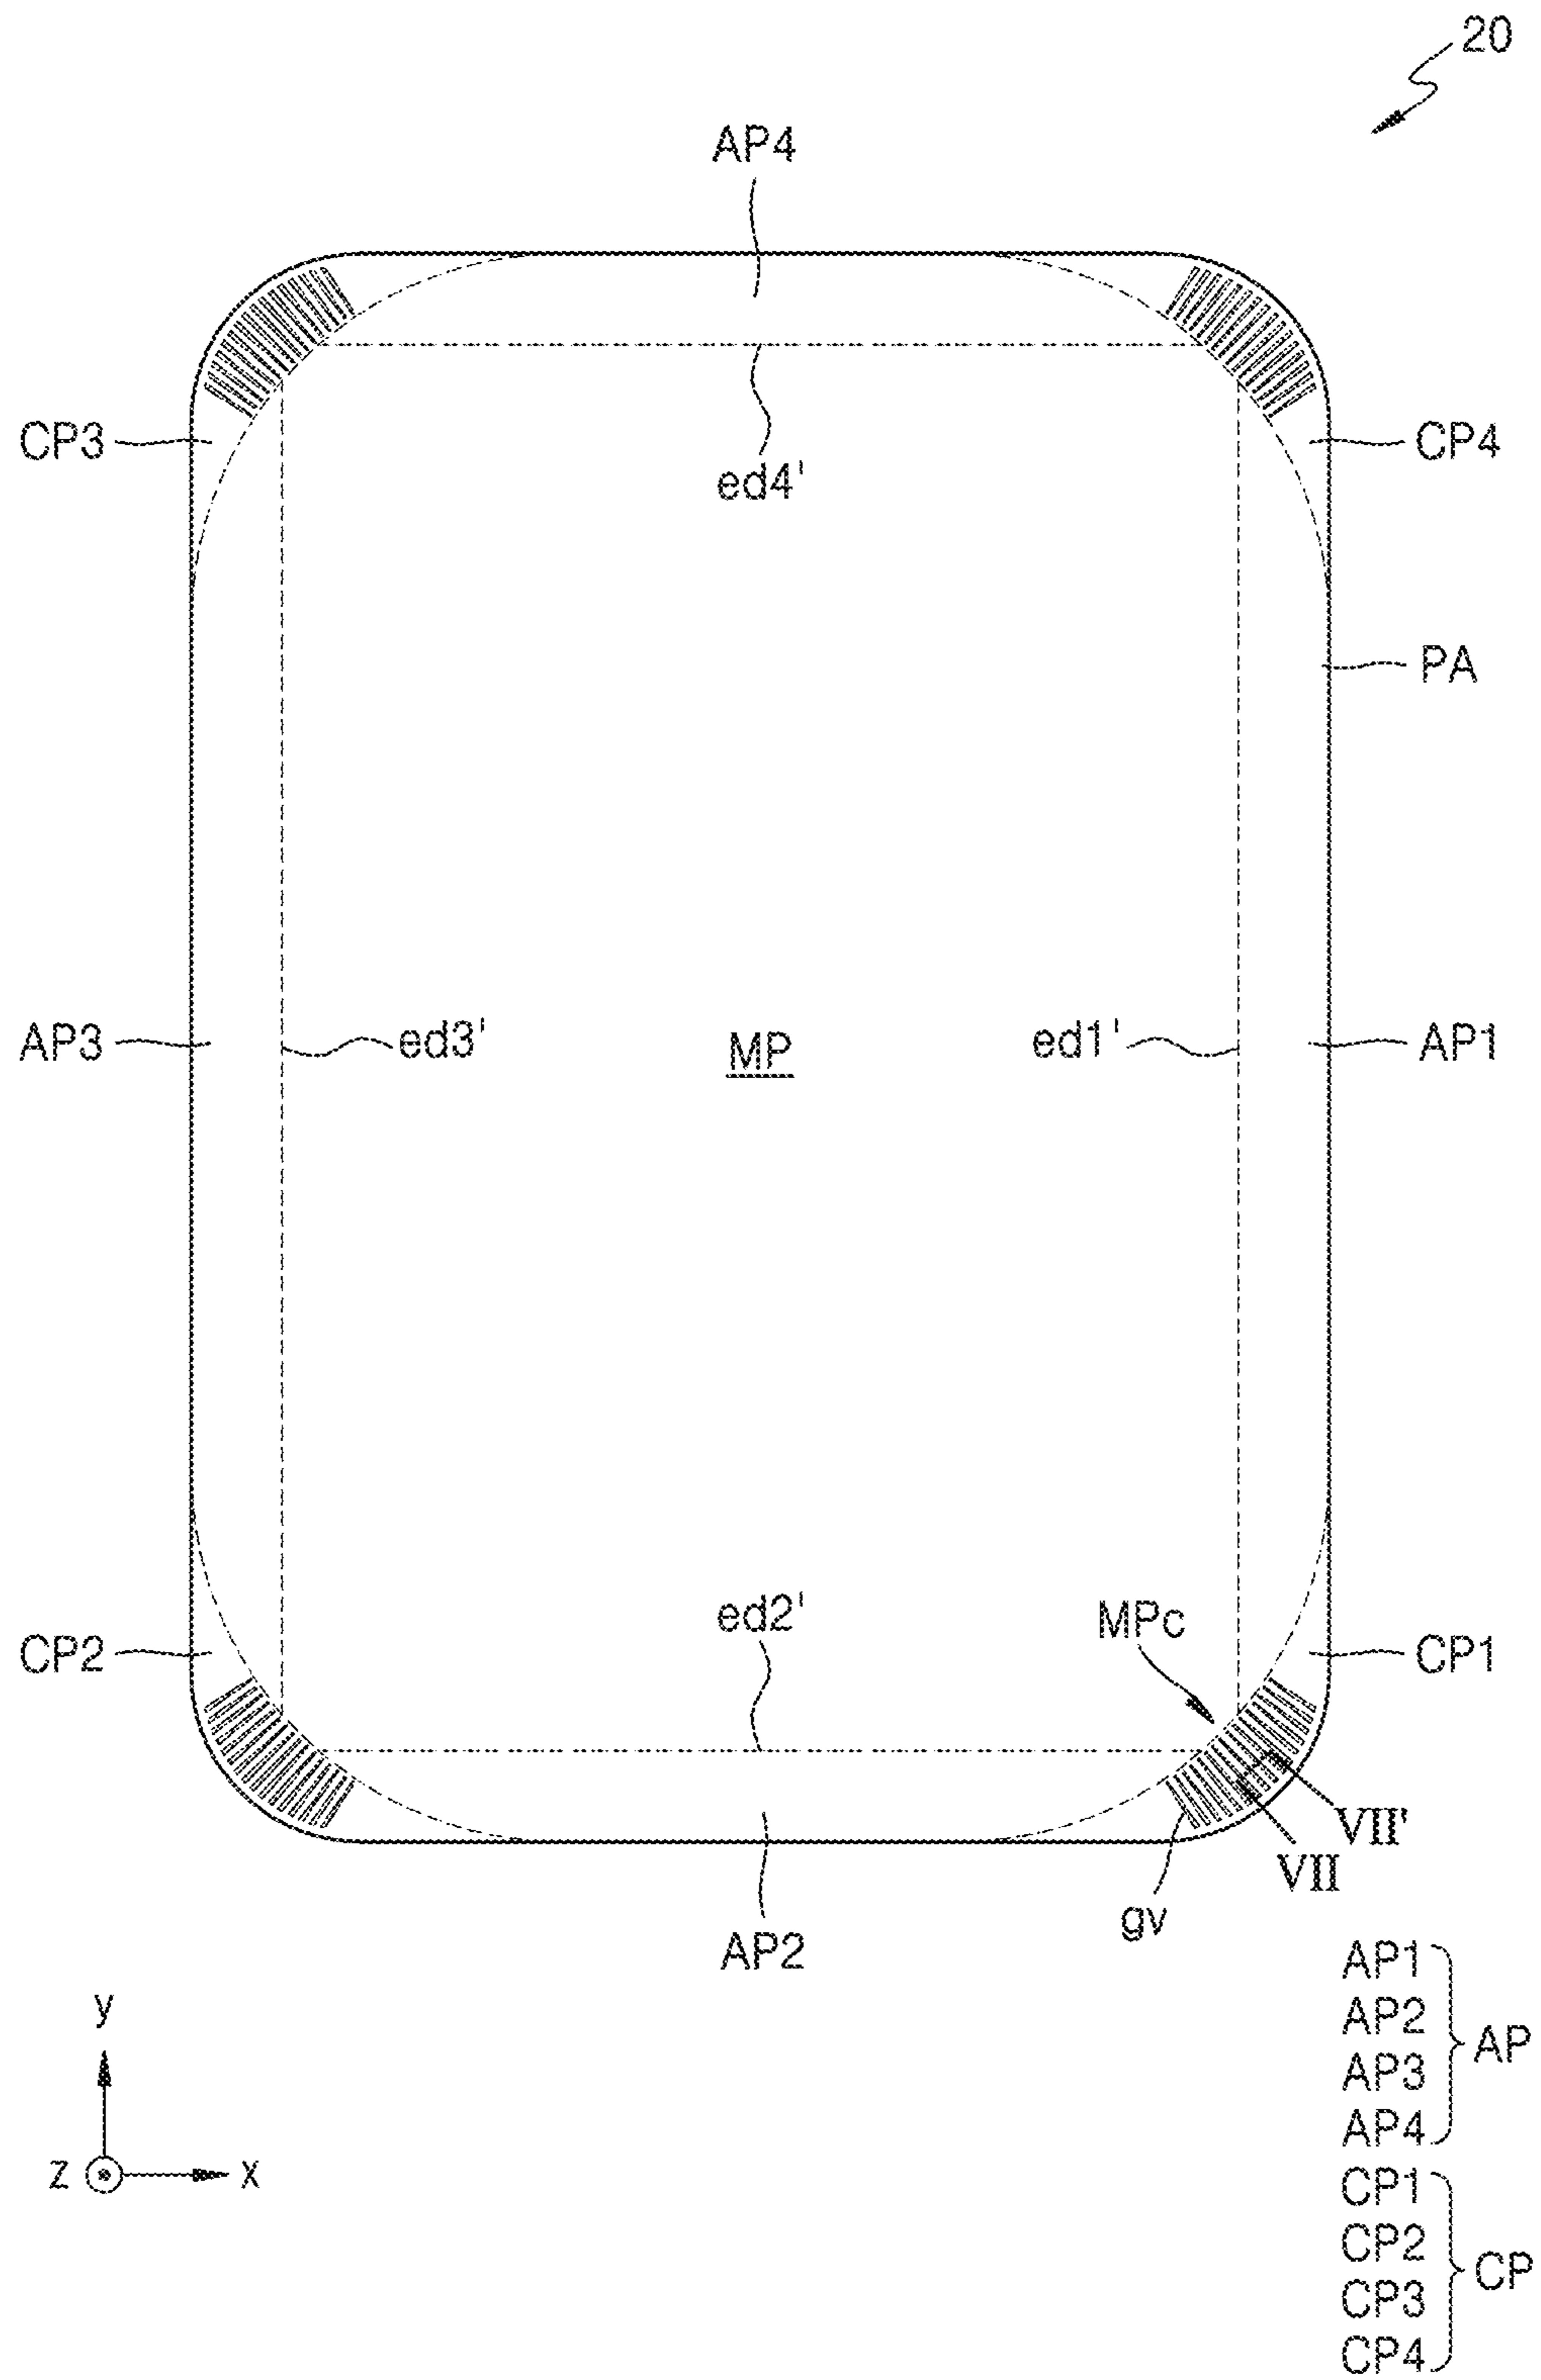 20
AP4
CP3
CP4
ed4'
PA
AP3
ed3'
MP
ed1'
AP1
ed2'
MPc
CP2
CP1
VII'
VII
gv
AP2
AP1
AP2
AP3
AP4
AP
CP1
CP2
CP3
CP4
CP
y
z
x